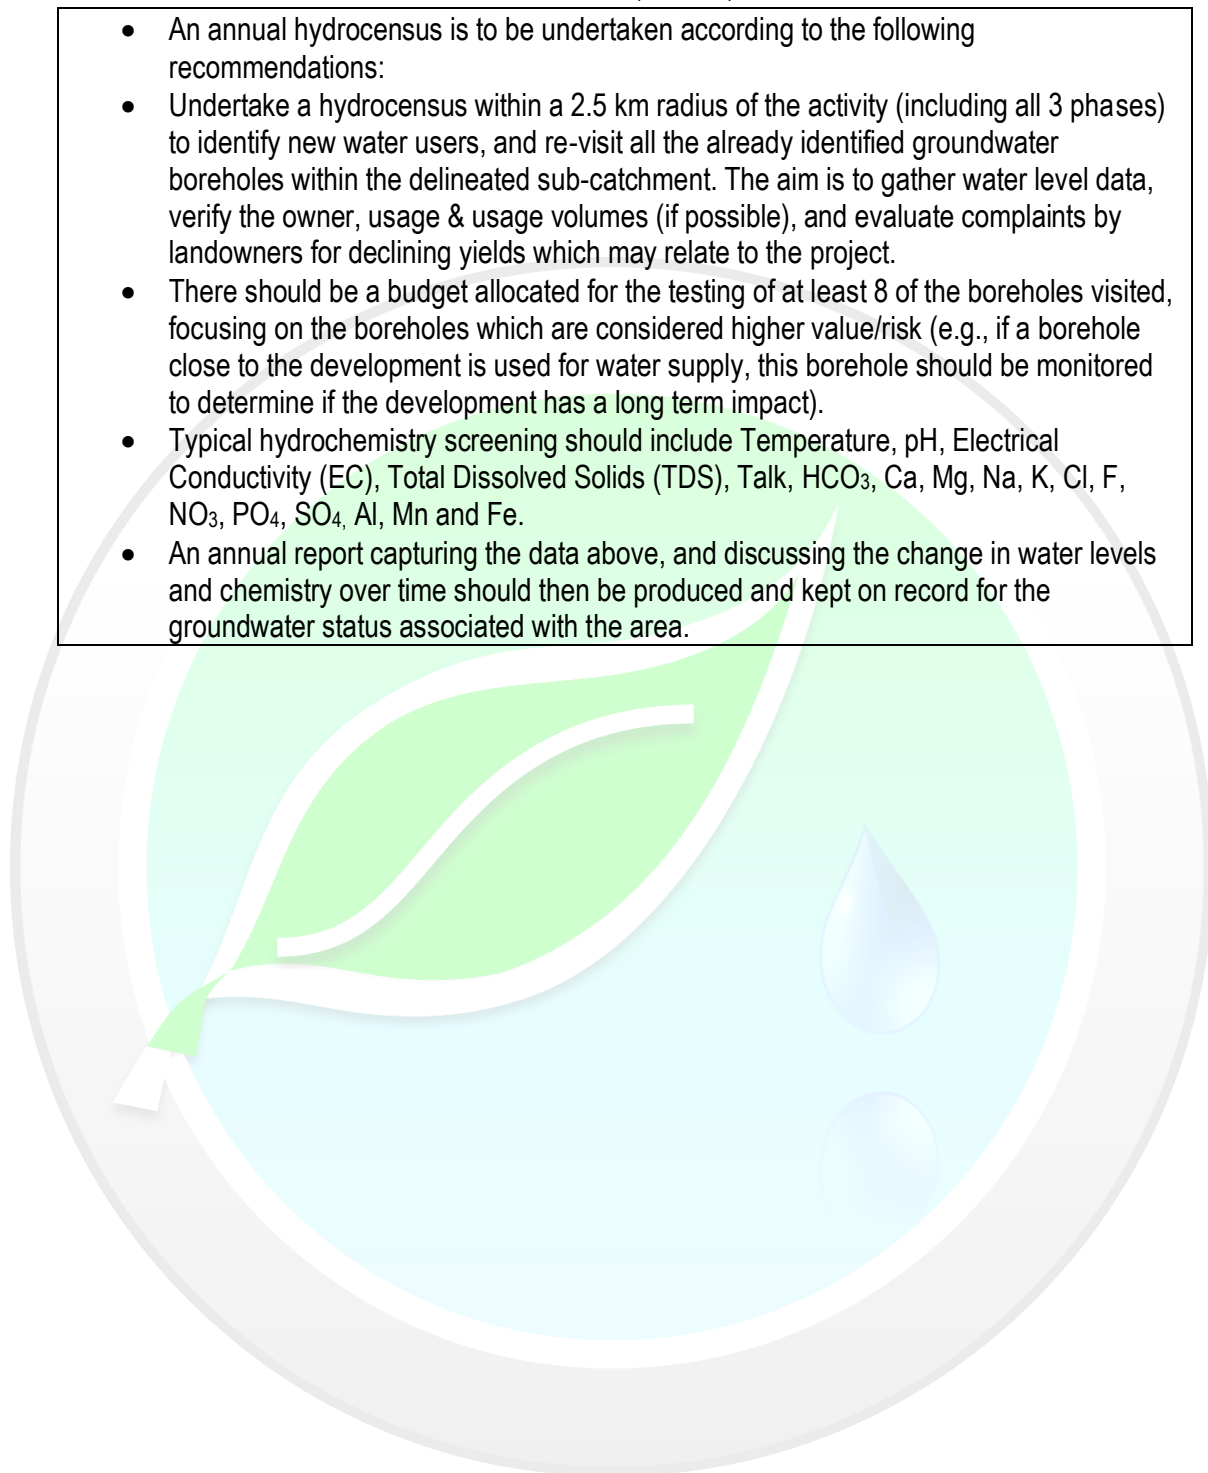 • An annual hydrocensus is to be undertaken according to the following
recommendations:
• Undertake a hydrocensus within a 2.5 km radius of the activity (including all 3 phases)
to identify new water users, and re-visit all the already identified groundwater
boreholes within the delineated sub-catchment. The aim is to gather water level data,
verify the owner, usage & usage volumes (if possible), and evaluate complaints by
landowners for declining yields which may relate to the project.
• There should be a budget allocated for the testing of at least 8 of the boreholes visited,
focusing on the boreholes which are considered higher value/risk (e.g., if a borehole
close to the development is used for water supply, this borehole should be monitored
to determine if the development has a long term impact).
• Typical hydrochemistry screening should include Temperature, pH, Electrical
Conductivity (EC), Total Dissolved Solids (TDS), Talk, HCO₃, Ca, Mg, Na, K, Cl, F,
NO₃, PO₄, SO₄, Al, Mn and Fe.
• An annual report capturing the data above, and discussing the change in water levels
and chemistry over time should then be produced and kept on record for the
groundwater status associated with the area.